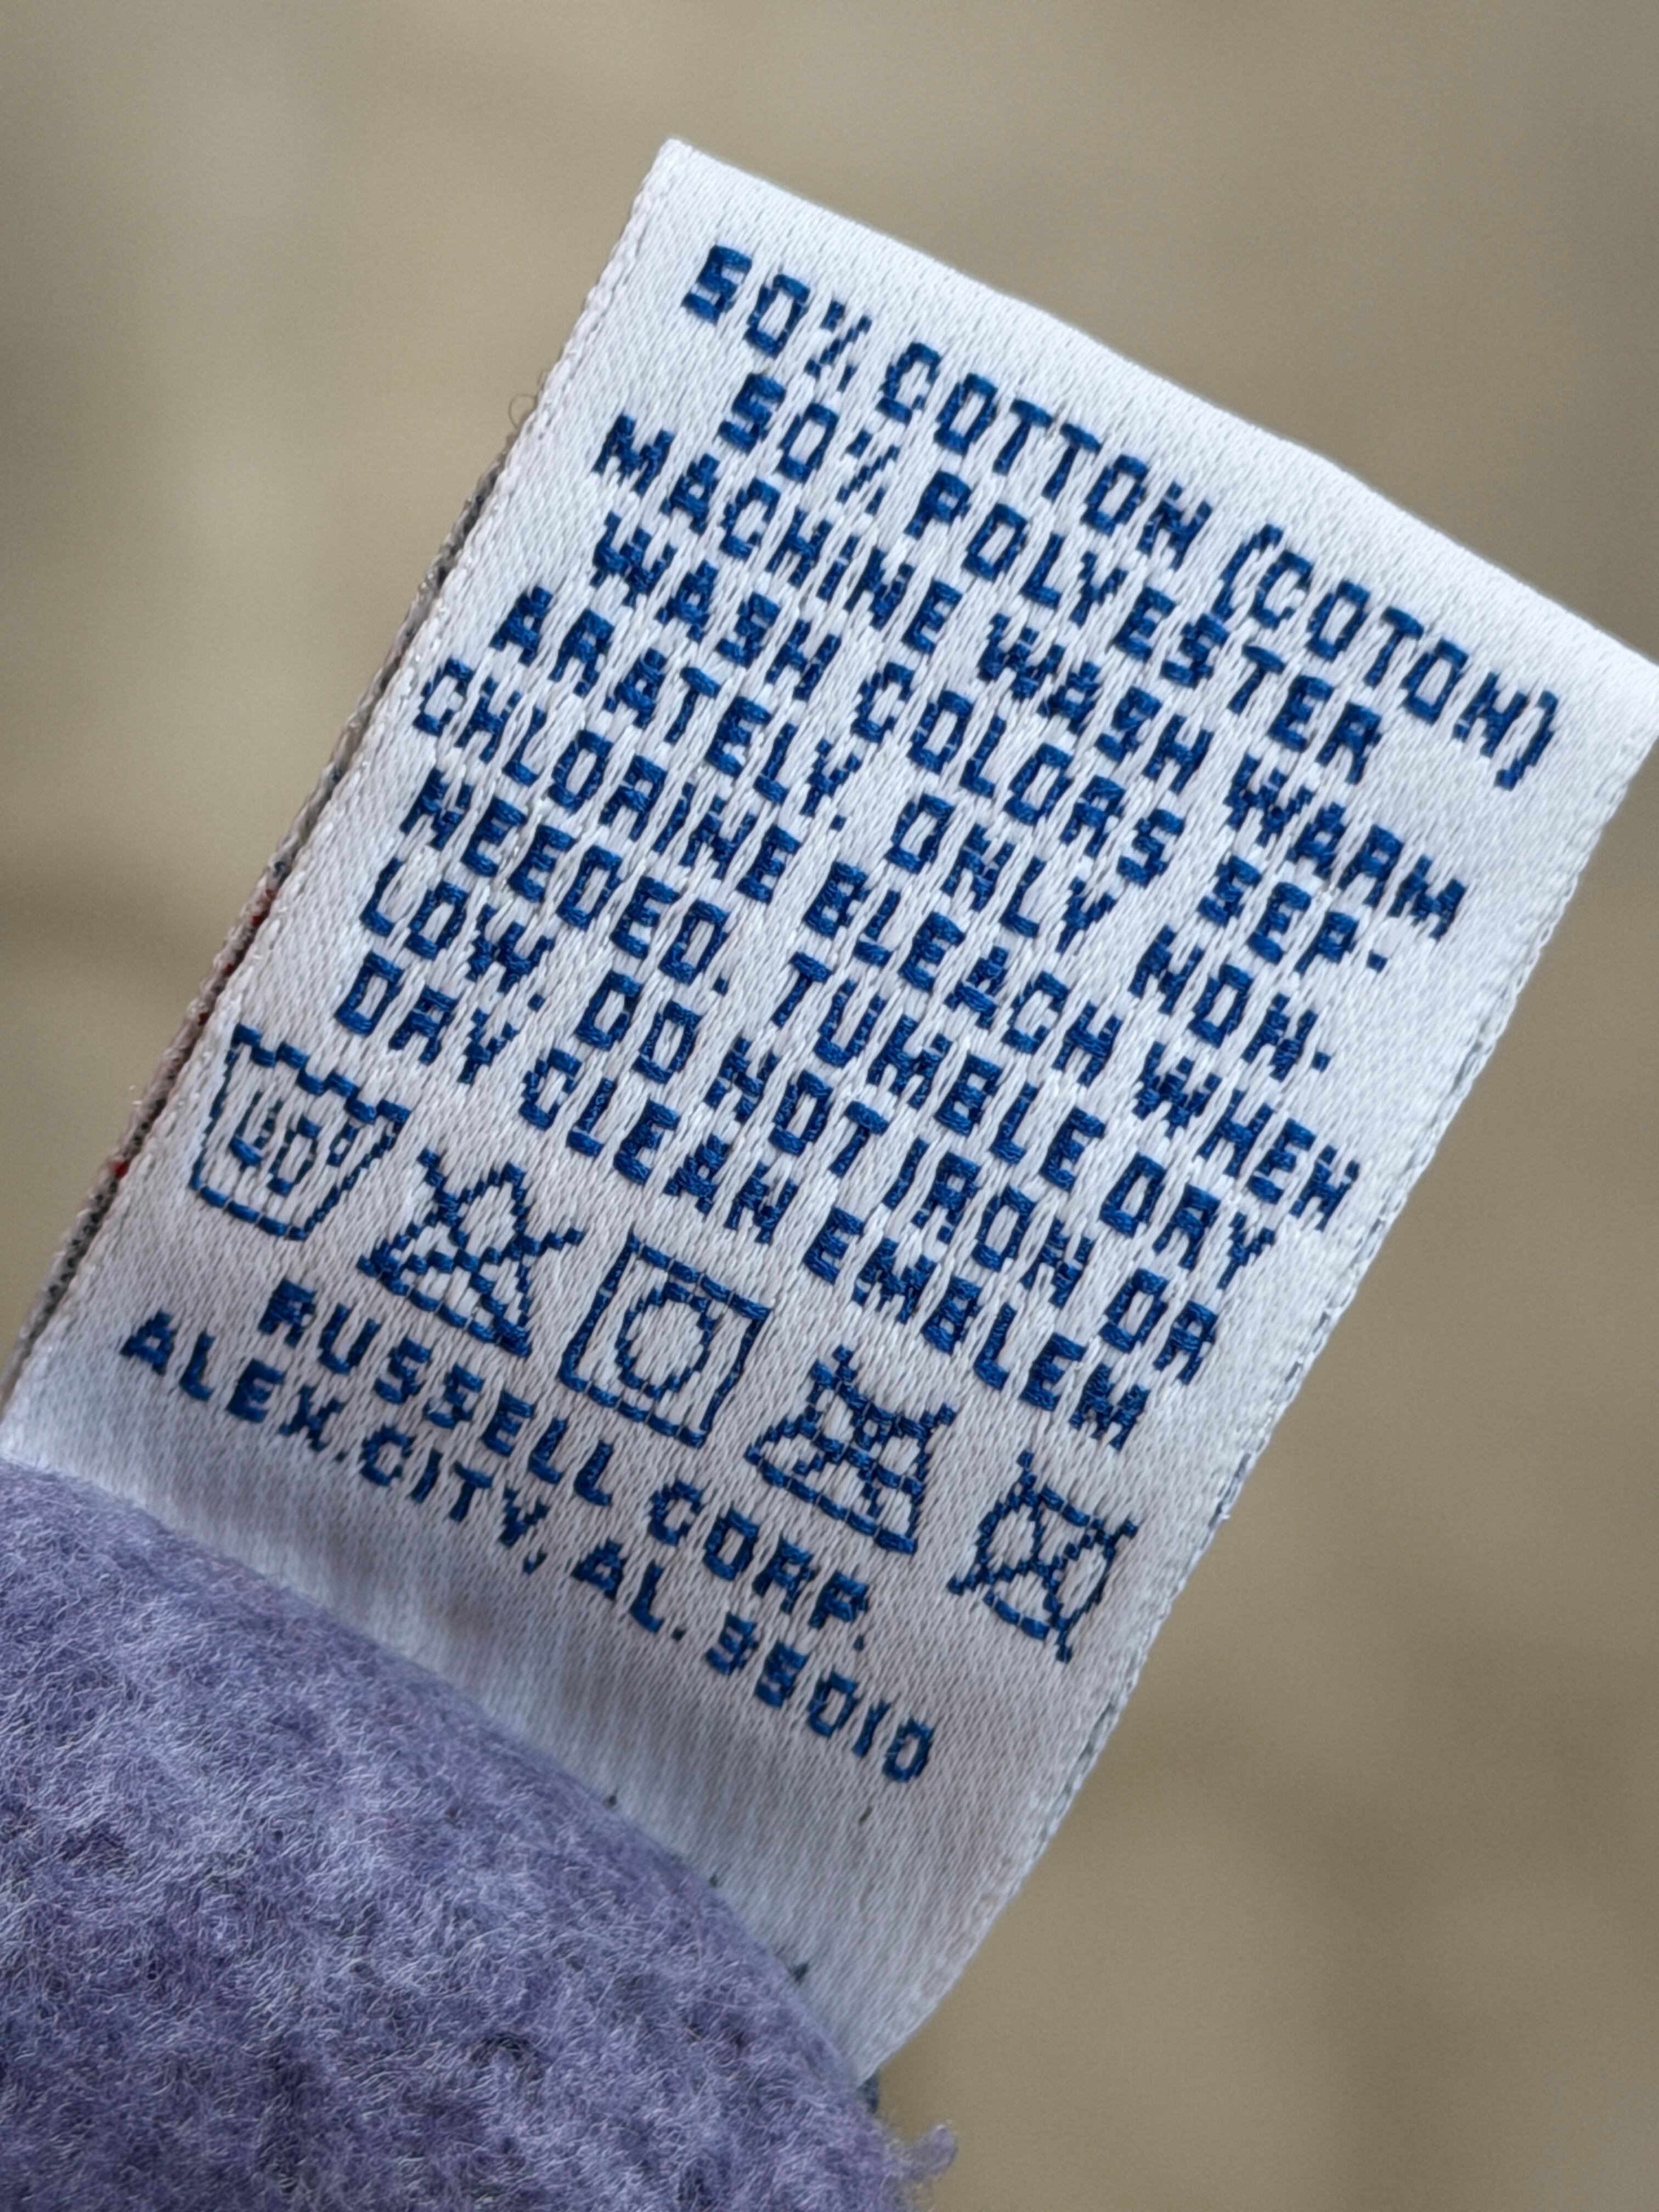 50% COTTON (COTON)
50% POLYESTER
MACHINE WASH WARM
WASH COLORS SEP-
ARATELY. ONLY NON-
CHLORINE BLEACH WHEN
NEEDED. TUMBLE DRY
LOW. DO NOT IRON OR
DRY CLEAN EMBLEM
40
RUSSELL CORP.
ALEX.CITY, AL. 35010